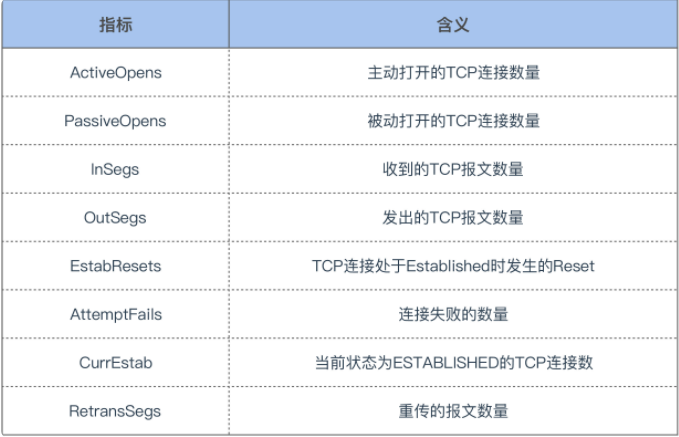 指标 含义
ActiveOpens 主动打开的TCP连接数量
PassiveOpens 被动打开的TCP连接数量
InSegs 收到的TCP报文数量
OutSegs 发出的TCP报文数量
EstabResets TCP连接处于Established时发生的Reset
AttemptFails 连接失败的数量
CurrEstab 当前状态为ESTABLISHED的TCP连接数
RetransSegs 重传的报文数量